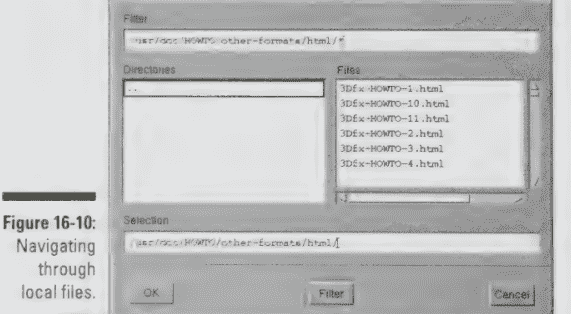 Filter
/usr/doc/HOWTO/other-formats/html/*
Directories
Files
..
3Dfx-HOWTO-1.html
3Dfx-HOWTO-10.html
3Dfx-HOWTO-11.html
3Dfx-HOWTO-2.html
3Dfx-HOWTO-3.html
3Dfx-HOWTO-4.html
Selection
/usr/doc/HOWTO/other-formats/html/
OK
Filter
Cancel
Figure 16-10:
Navigating
through
local files.